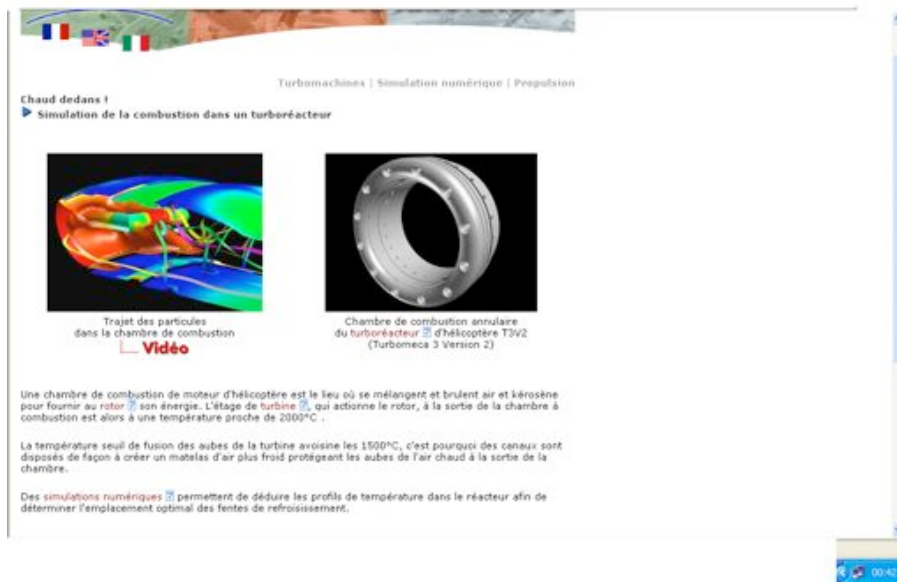 Turbomachines | Simulation numérique | Propulsion
Chaud dedans !
Simulation de la combustion dans un turboréacteur
Trajet des particules
dans la chambre de combustion
Vidéo
Chambre de combustion annulaire
du turboréacteur ? d'hélicoptère T3V2
(Turbomeca 3 Version 2)
Une chambre de combustion de moteur d'hélicoptère est le lieu où se mélangent et brulent air et kérosène
pour fournir au rotor ? son énergie. L'étage de turbine ?, qui actionne le rotor, à la sortie de la chambre à
combustion est alors à une température proche de 2000°C .
La température seuil de fusion des aubes de la turbine avoisine les 1500°C, c'est pourquoi des canaux sont
disposés de façon à créer un matelas d'air plus froid protégeant les aubes de l'air chaud à la sortie de la
chambre.
Des simulations numériques ? permettent de déduire les profils de température dans le réacteur afin de
déterminer l'emplacement optimal des fentes de refroisissement.
00:42